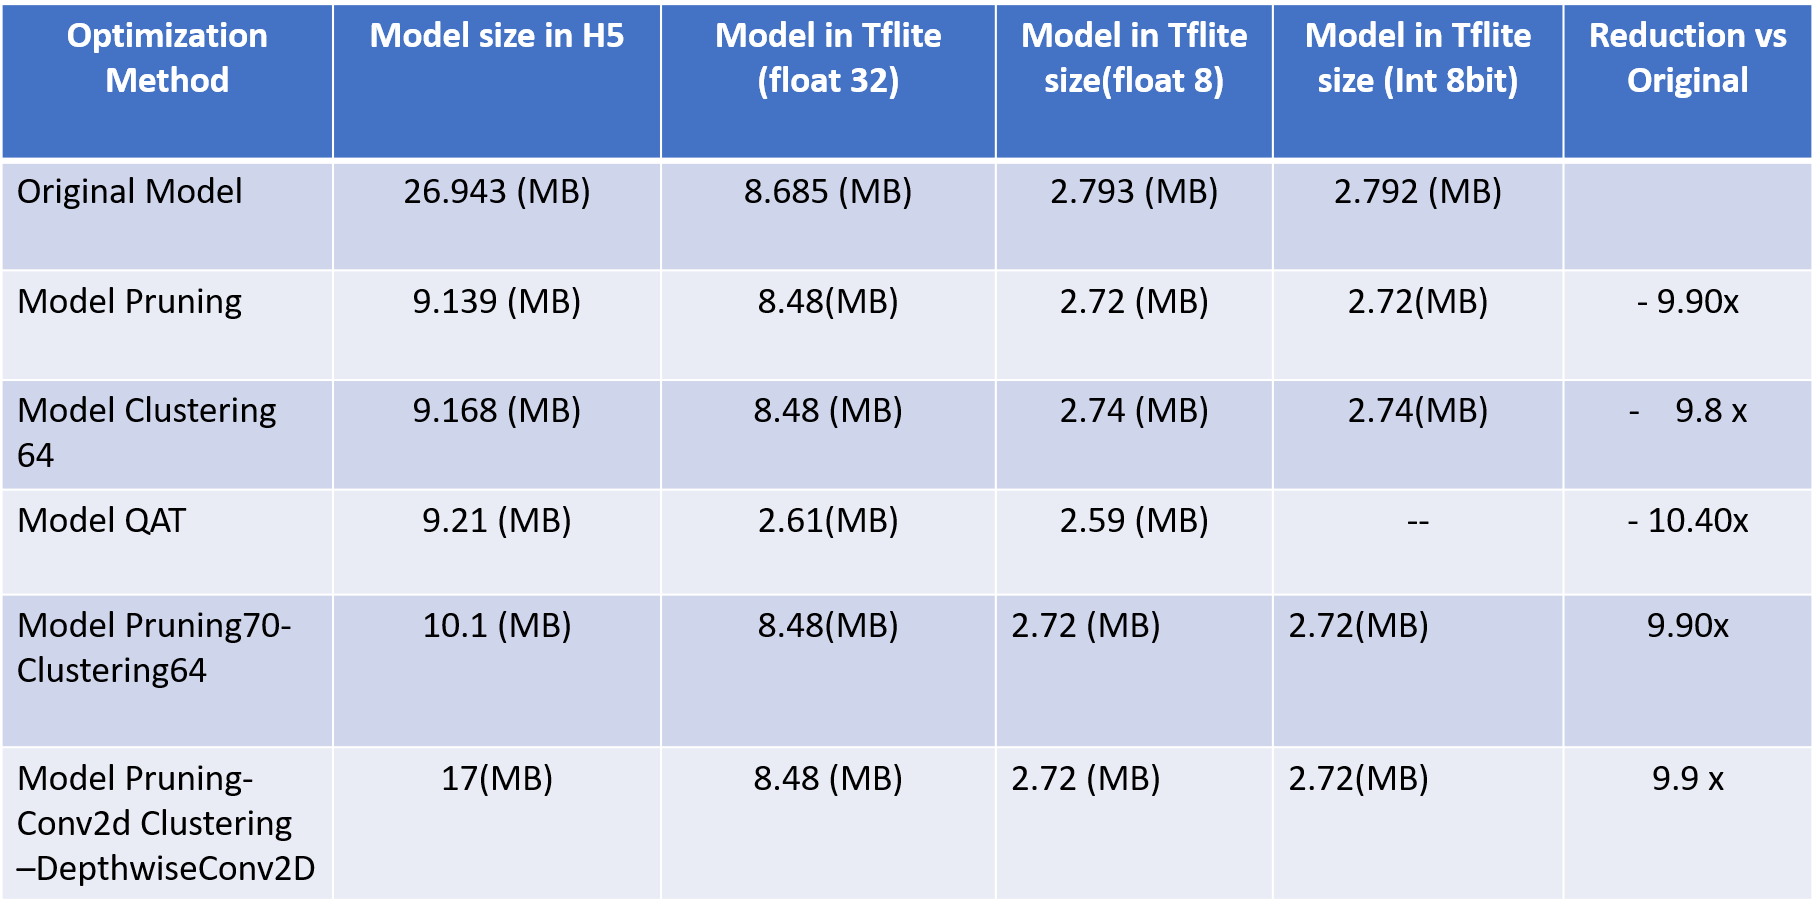 Optimization Method
Model size in H5
Model in Tflite (float 32)
Model in Tflite size(float 8)
Model in Tflite size (Int 8bit)
Reduction vs Original
Original Model
26.943 (MB)
8.685 (MB)
2.793 (MB)
2.792 (MB)
Model Pruning
9.139 (MB)
8.48(MB)
2.72 (MB)
2.72(MB)
- 9.90x
Model Clustering 64
9.168 (MB)
8.48 (MB)
2.74 (MB)
2.74(MB)
- 9.8 x
Model QAT
9.21 (MB)
2.61(MB)
2.59 (MB)
--
- 10.40x
Model Pruning70-
Clustering64
10.1 (MB)
8.48(MB)
2.72 (MB)
2.72(MB)
9.90x
Model Pruning-
Conv2d Clustering
–DepthwiseConv2D
17(MB)
8.48 (MB)
2.72 (MB)
2.72(MB)
9.9 x